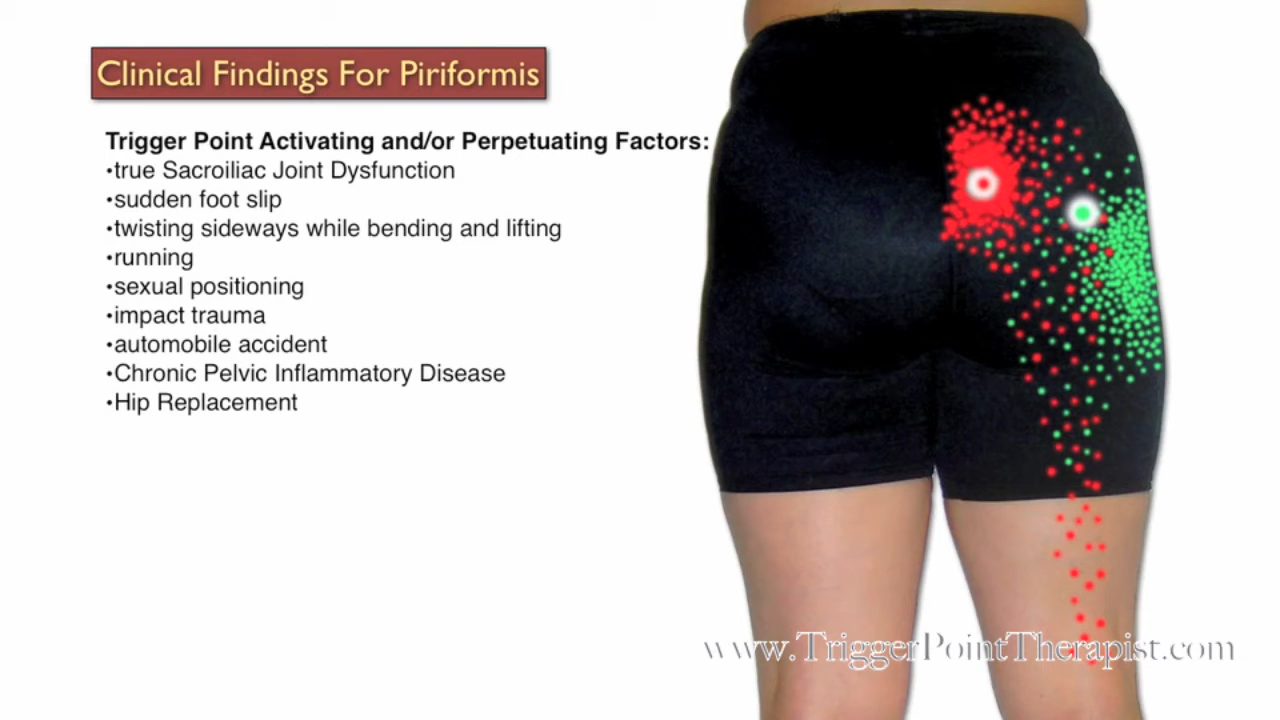 Clinical Findings For Piriformis
Trigger Point Activating and/or Perpetuating Factors:
•true Sacroiliac Joint Dysfunction
•sudden foot slip
•twisting sideways while bending and lifting
•running
•sexual positioning
•impact trauma
•automobile accident
•Chronic Pelvic Inflammatory Disease
•Hip Replacement
www.TriggerPointTherapist.com